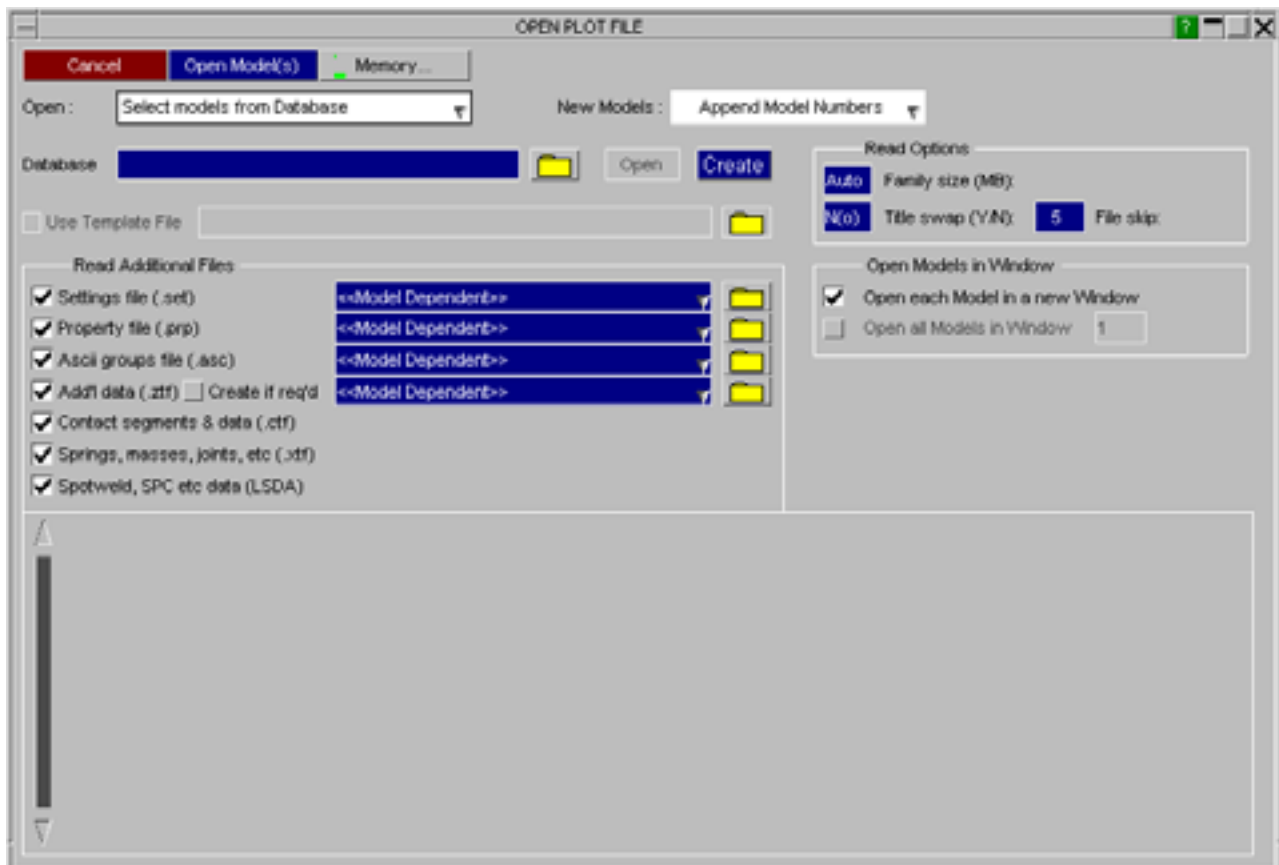 OPEN PLOT FILE ?
Cancel Open Model(s) Memory...
Open : Select models from Database New Models : Append Model Numbers
Database Open Create
Read Options
Auto Family size (MB):
N(o) Title swap (Y/N): 5 File skip:
Use Template File
Read Additional Files
Settings file (.set) <<Model Dependent>>
Property file (.prp) <<Model Dependent>>
Ascii groups file (.asc) <<Model Dependent>>
Add'l data (.ztf) Create if req'd <<Model Dependent>>
Contact segments & data (.ctf)
Springs, masses, joints, etc (.xtf)
Spotweld, SPC etc data (LSDA)
Open Models in Window
Open each Model in a new Window
Open all Models in Window 1